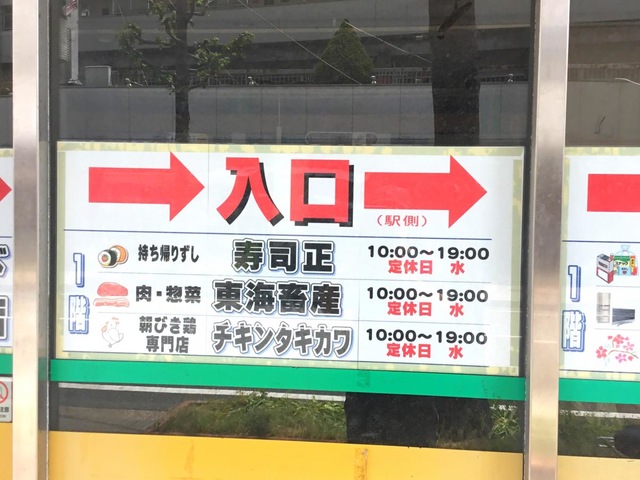 入口
(駅側)
1階
持ち帰りずし 寿司正 10:00〜19:00
定休日 水
肉・惣菜 東海畜産 10:00〜19:00
定休日 水
朝びき鶏
専門店 チキンタキカワ 10:00〜19:00
定休日 水
1階